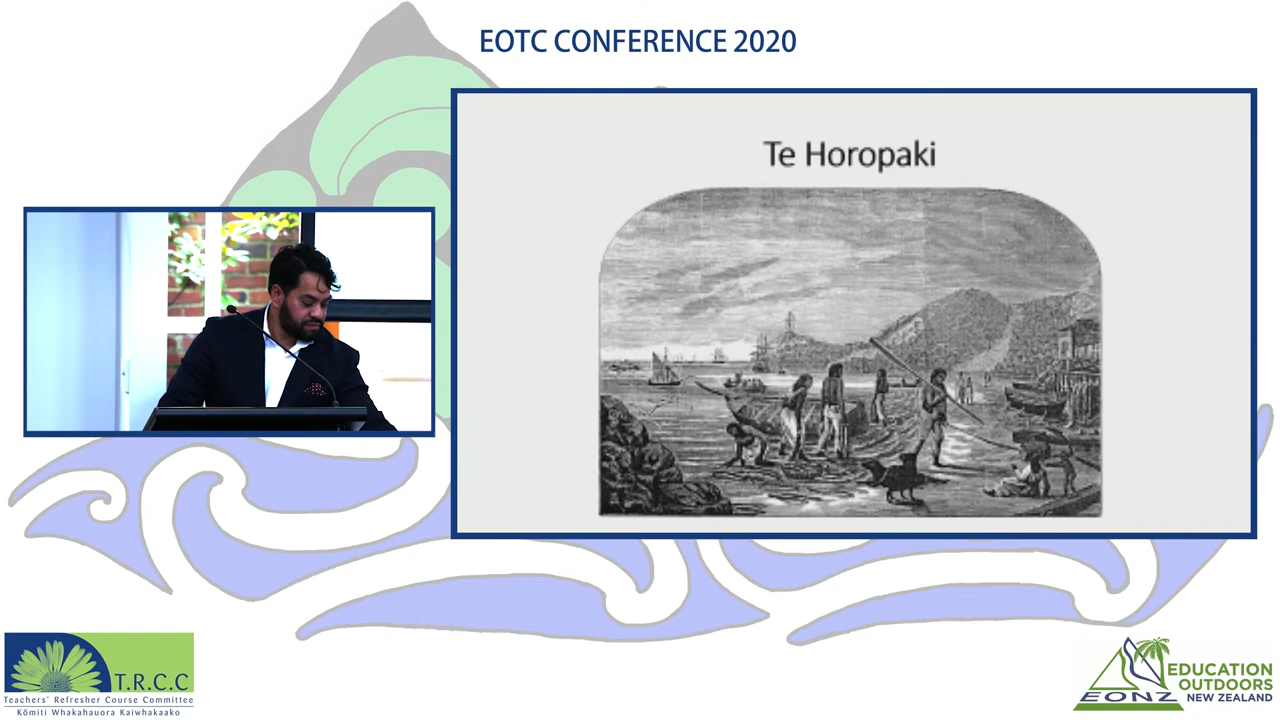 EOTC CONFERENCE 2020
Te Horopaki
T.R.C.C
Teachers' Refresher Course Committee
Kōmiti Whakahauora Kaiwhakaako
EONZ
EDUCATION
OUTDOORS
NEW ZEALAND